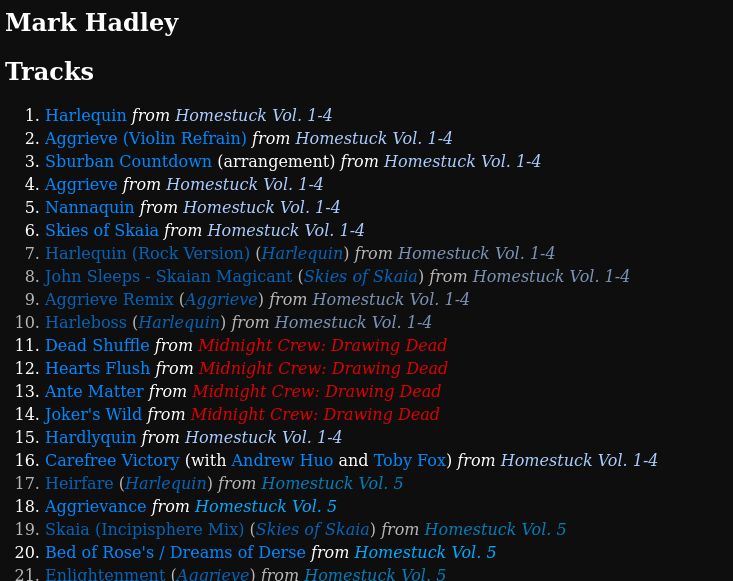 Mark Hadley
Tracks
1. Harlequin from Homestuck Vol. 1-4
2. Aggrieve (Violin Refrain) from Homestuck Vol. 1-4
3. Sburban Countdown (arrangement) from Homestuck Vol. 1-4
4. Aggrieve from Homestuck Vol. 1-4
5. Nannaquin from Homestuck Vol. 1-4
6. Skies of Skaia from Homestuck Vol. 1-4
7. Harlequin (Rock Version) (Harlequin) from Homestuck Vol. 1-4
8. John Sleeps - Skaian Magicant (Skies of Skaia) from Homestuck Vol. 1-4
9. Aggrieve Remix (Aggrieve) from Homestuck Vol. 1-4
10. Harleboss (Harlequin) from Homestuck Vol. 1-4
11. Dead Shuffle from Midnight Crew: Drawing Dead
12. Hearts Flush from Midnight Crew: Drawing Dead
13. Ante Matter from Midnight Crew: Drawing Dead
14. Joker's Wild from Midnight Crew: Drawing Dead
15. Hardlyquin from Homestuck Vol. 1-4
16. Carefree Victory (with Andrew Huo and Toby Fox) from Homestuck Vol. 1-4
17. Heirfare (Harlequin) from Homestuck Vol. 5
18. Aggrievance from Homestuck Vol. 5
19. Skaia (Incipisphere Mix) (Skies of Skaia) from Homestuck Vol. 5
20. Bed of Rose's / Dreams of Derse from Homestuck Vol. 5
21. Enlightenment (Aggrieve) from Homestuck Vol. 5